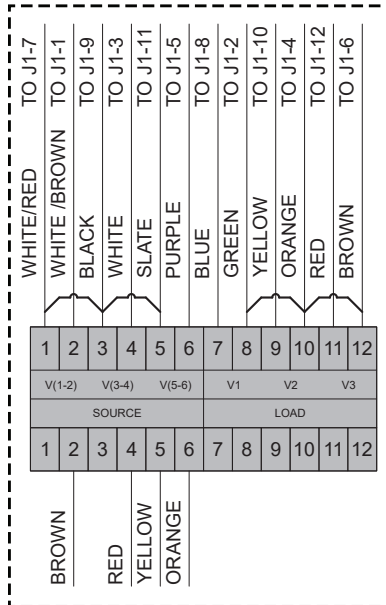 TO J1-7
TO J1-1
TO J1-9
TO J1-3
TO J1-11
TO J1-5
TO J1-8
TO J1-2
TO J1-10
TO J1-4
TO J1-12
TO J1-6
WHITE/RED
WHITE /BROWN
BLACK
WHITE
SLATE
PURPLE
BLUE
GREEN
YELLOW
ORANGE
RED
BROWN
1 2 3 4 5 6 7 8 9 10 11 12
V(1-2) V(3-4) V(5-6) V1 V2 V3
SOURCE LOAD
1 2 3 4 5 6 7 8 9 10 11 12
BROWN
RED
YELLOW
ORANGE